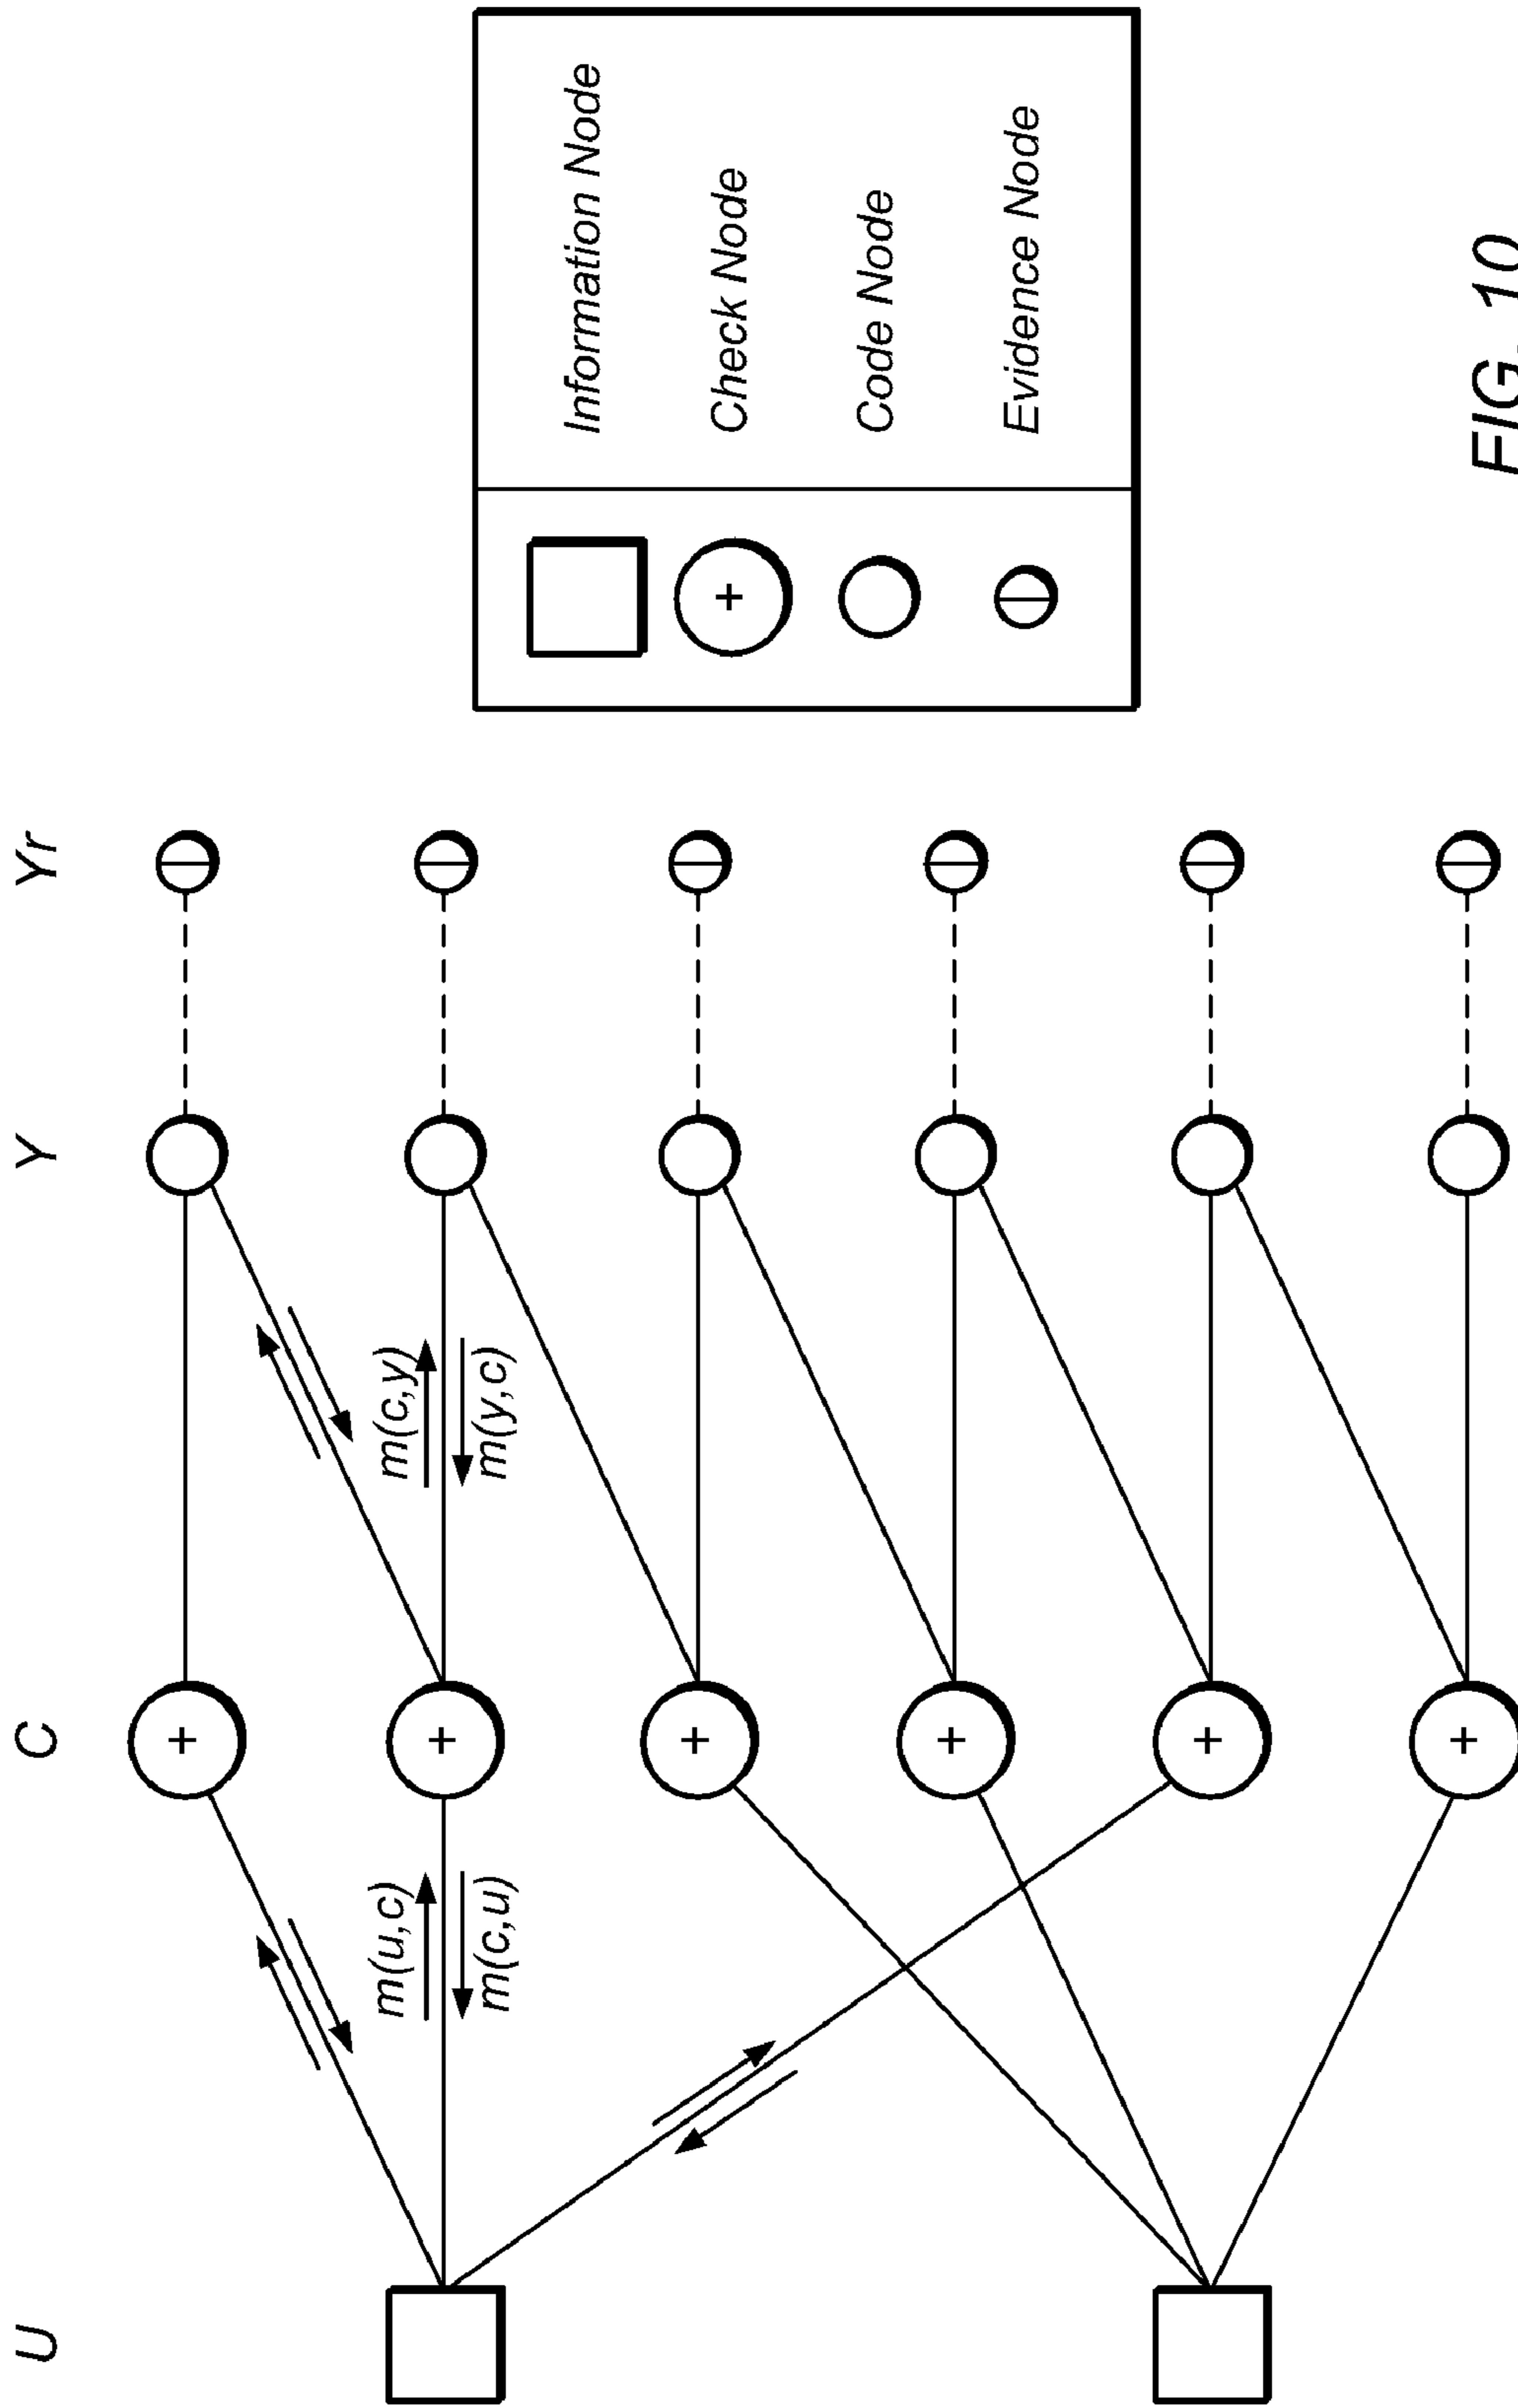 U C Y Yr
m(u,c)
m(c,u)
m(c,y)
m(y,c)
+
+
+
+
+
+
Information Node
+ Check Node
Code Node
Evidence Node
FIG. 10